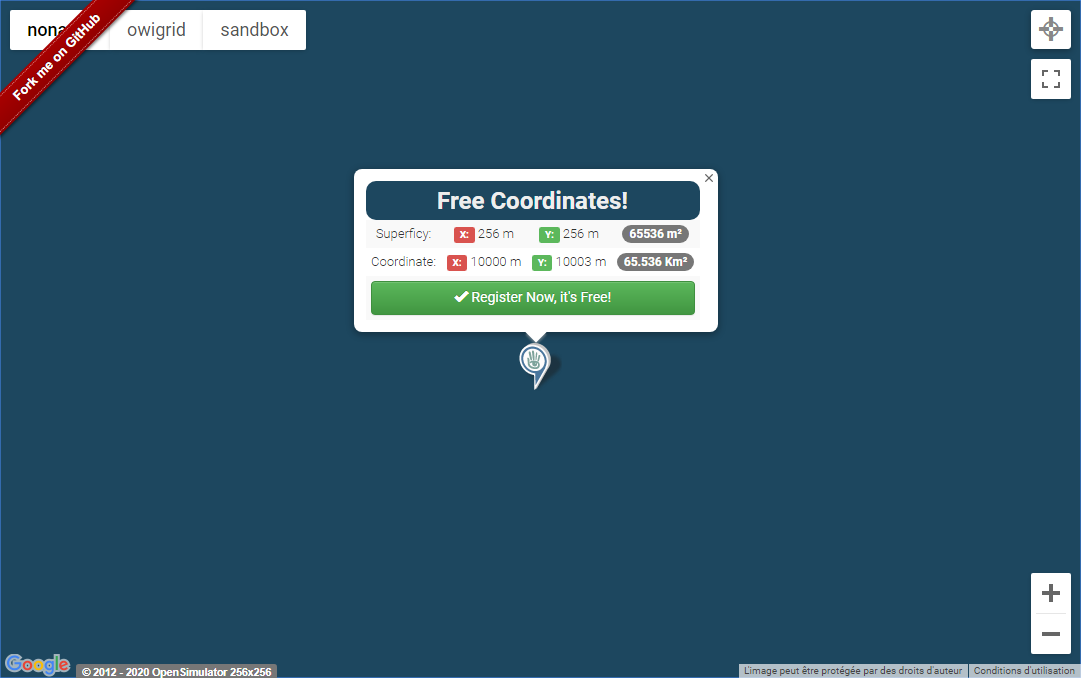 nona
owigrid
sandbox
Fork me on GitHub
Free Coordinates!
Superficy: X: 256 m Y: 256 m 65536 m²
Coordinate: X: 10000 m Y: 10003 m 65.536 Km²
Register Now, it's Free!
Google
© 2012 - 2020 OpenSimulator 256x256
L'image peut être protégée par des droits d'auteur
Conditions d'utilisation